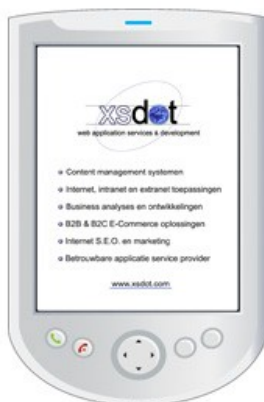 xsdot
web application services & development
Content management systemen
Internet, intranet en extranet toepassingen
Business analyses en ontwikkelingen
B2B & B2C E-Commerce oplossingen
Internet S.E.O. en marketing
Betrouwbare applicatie service provider
www.xsdot.com